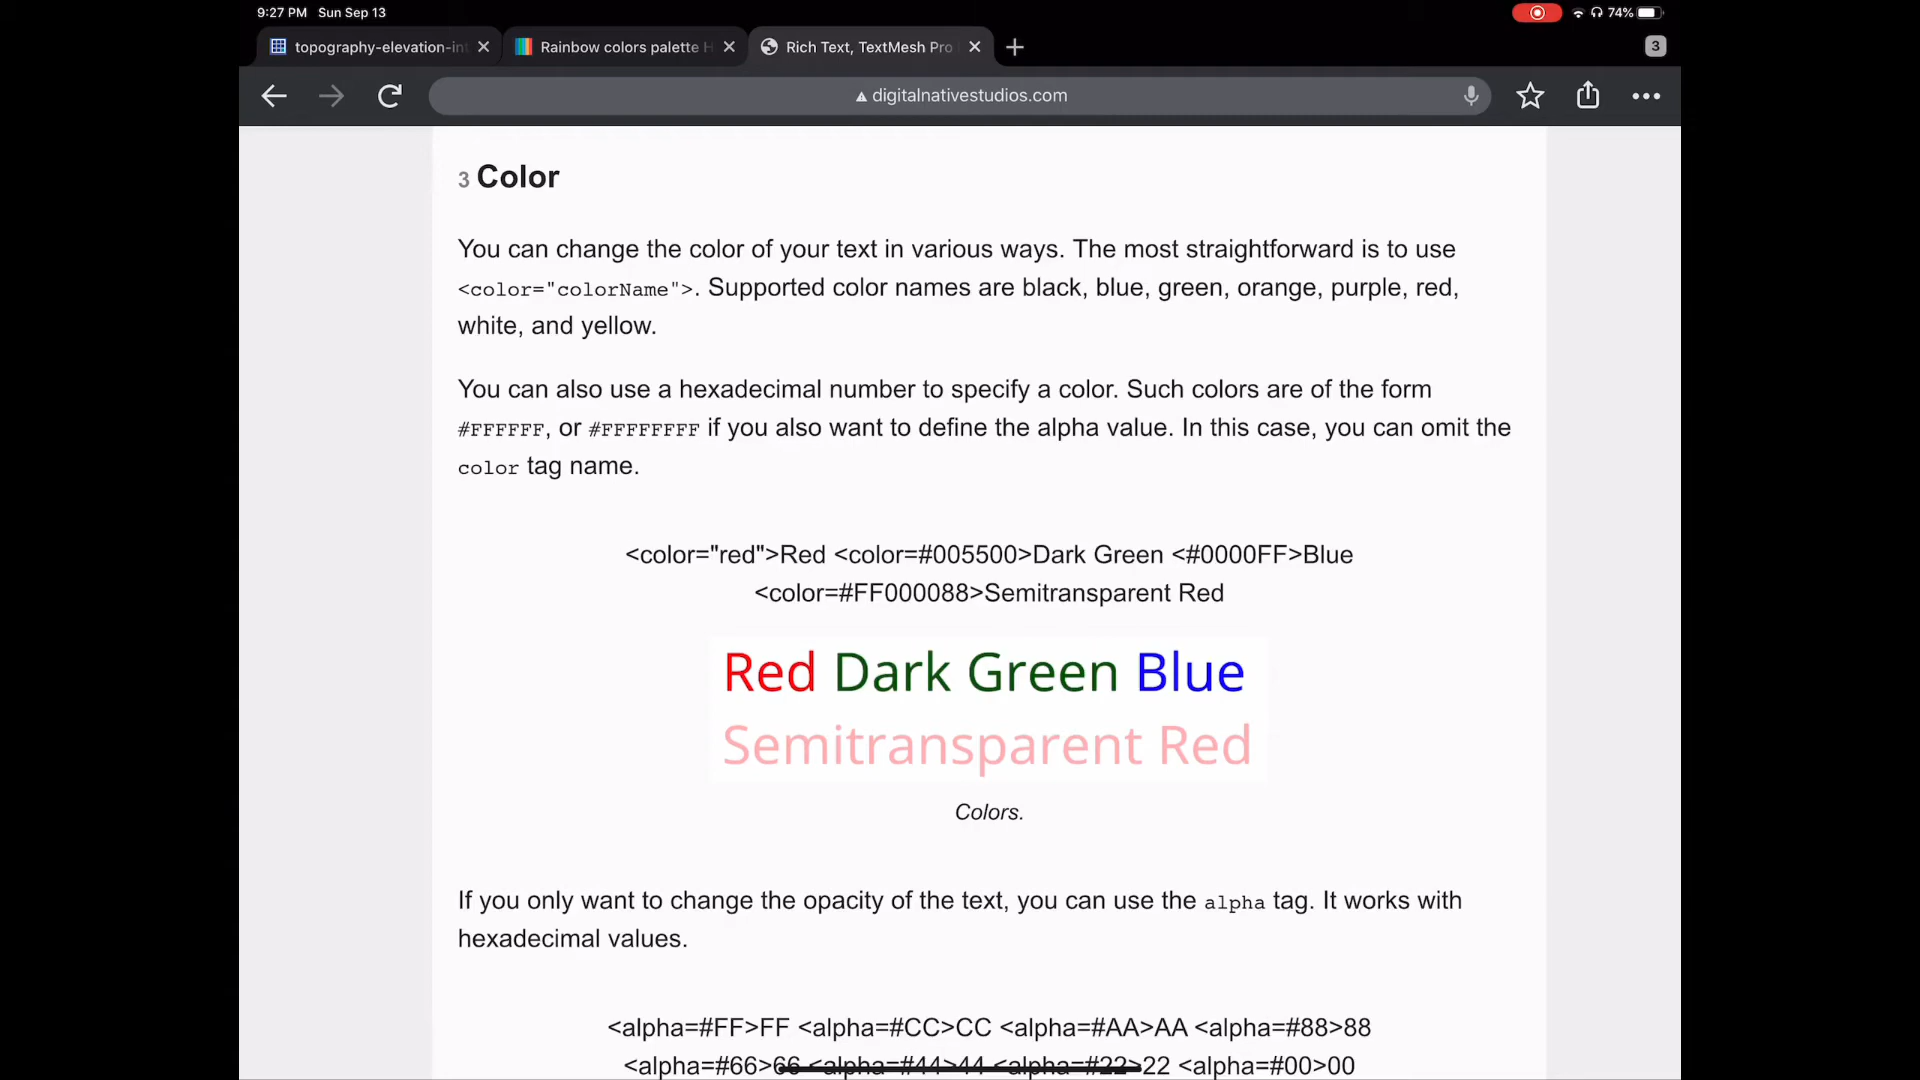 9:27 PM Sun Sep 13
74%
topography-elevation-in
Rainbow colors palette H
Rich Text, TextMesh Pro
3
digitalnativestudios.com
3 Color
You can change the color of your text in various ways. The most straightforward is to use
<color="colorName">. Supported color names are black, blue, green, orange, purple, red,
white, and yellow.
You can also use a hexadecimal number to specify a color. Such colors are of the form
#FFFFFF, or #FFFFFFFF if you also want to define the alpha value. In this case, you can omit the
color tag name.
<color="red">Red <color=#005500>Dark Green <#0000FF>Blue
<color=#FF000088>Semitransparent Red
Red Dark Green Blue
Semitransparent Red
Colors.
If you only want to change the opacity of the text, you can use the alpha tag. It works with
hexadecimal values.
<alpha=#FF>FF <alpha=#CC>CC <alpha=#AA>AA <alpha=#88>88
<alpha=#66>66 <alpha=#44>44 <alpha=#22>22 <alpha=#00>00